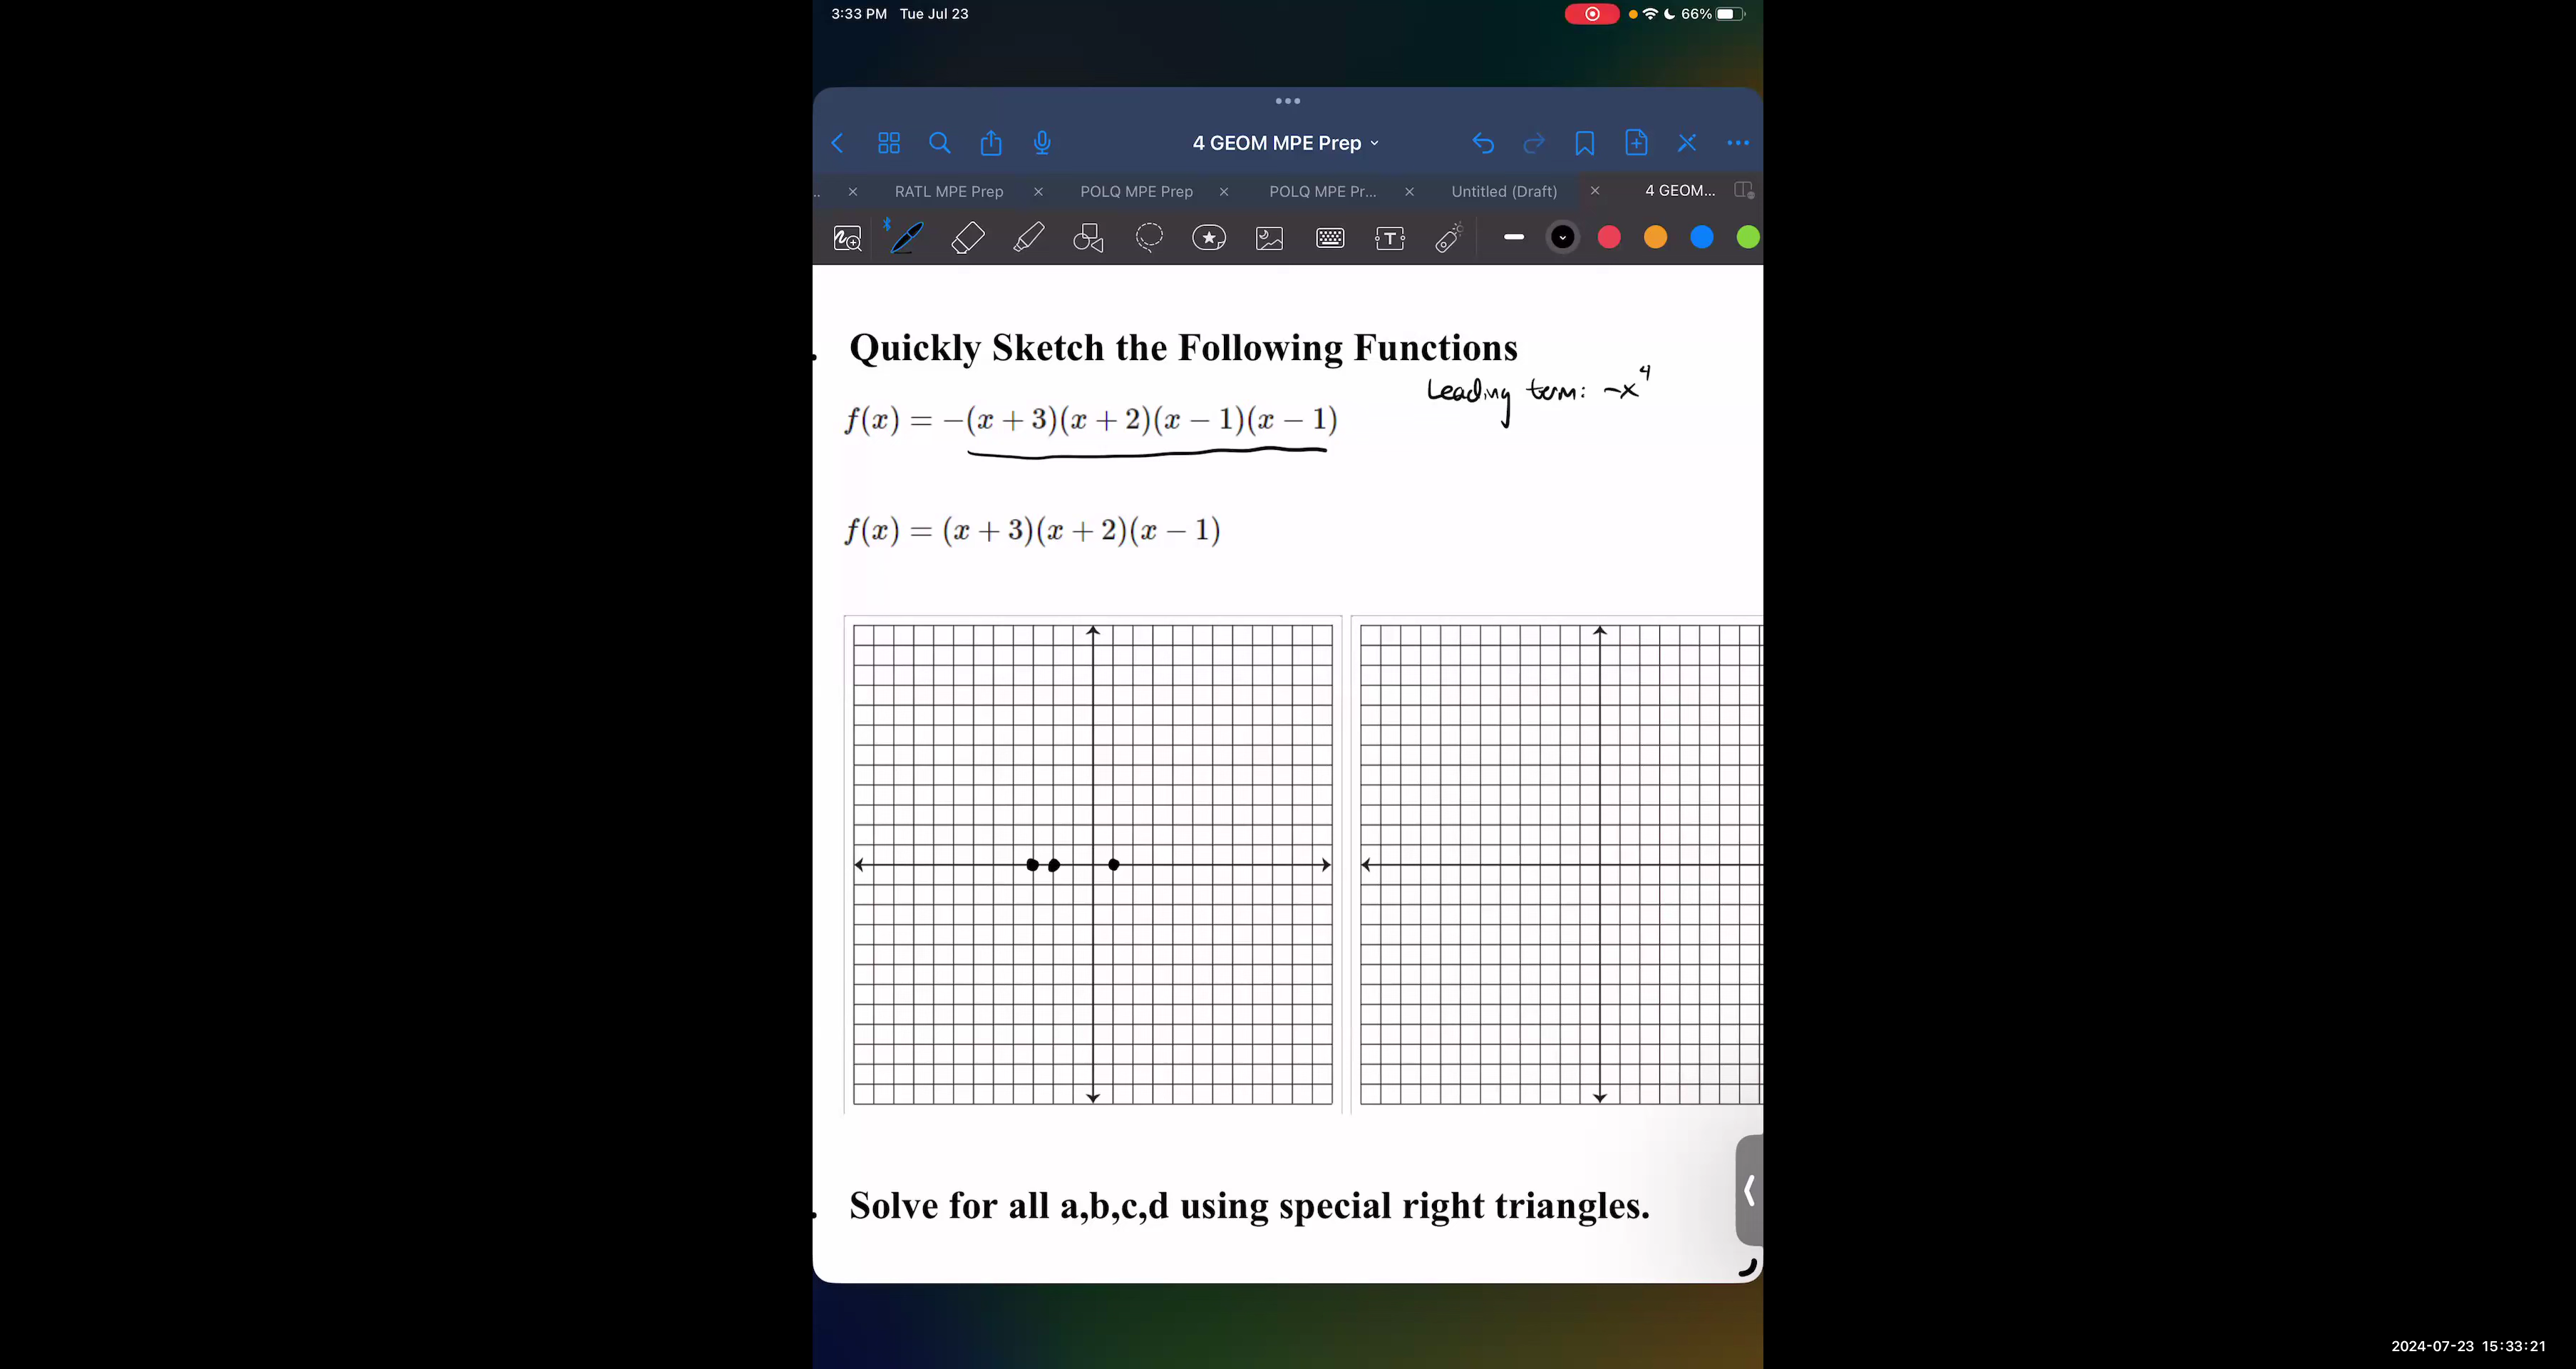 3:33 PM Tue Jul 23 66%
4 GEOM MPE Prep
.. RATL MPE Prep POLQ MPE Prep POLQ MPE Pr... Untitled (Draft) 4 GEOM...
. Quickly Sketch the Following Functions
Leading term: -x^4
f(x) = −(x + 3)(x + 2)(x − 1)(x − 1)
f(x) = (x + 3)(x + 2)(x − 1)
. Solve for all a,b,c,d using special right triangles.
2024-07-23 15:33:21